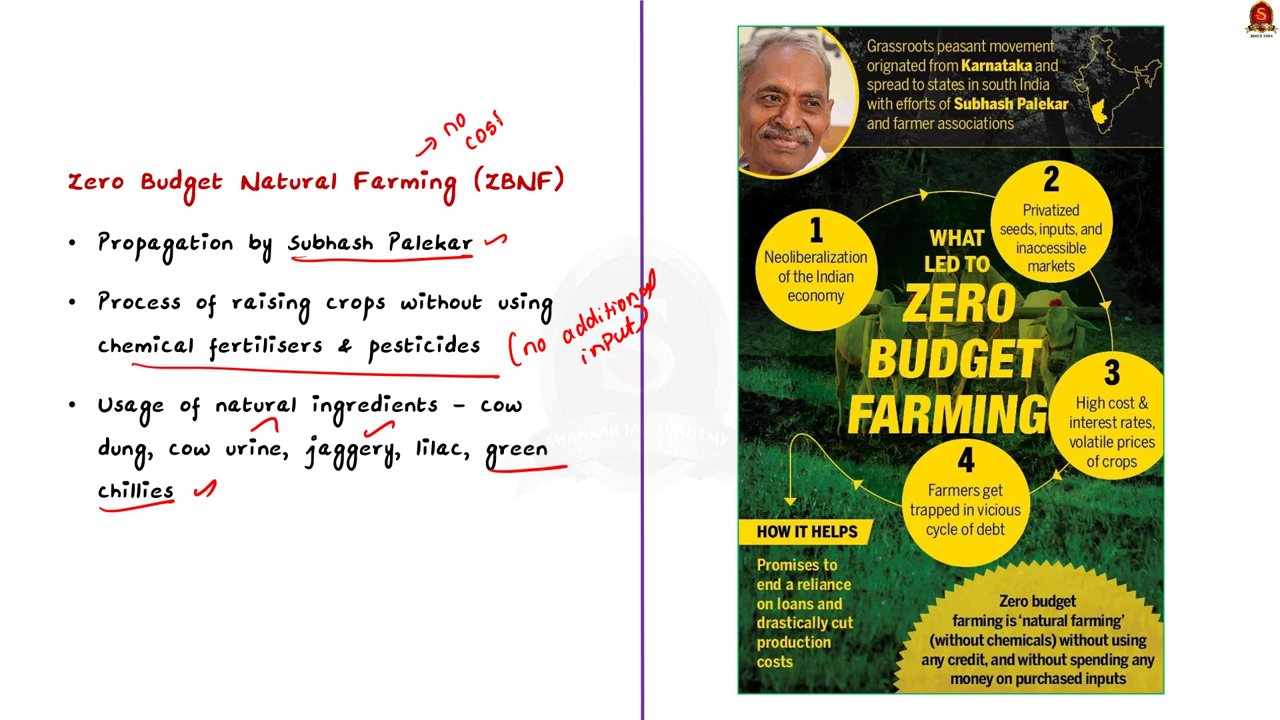 → no
cost
Zero Budget Natural Farming (ZBNF)
• Propagation by Subhash Palekar
• Process of raising crops without using
chemical fertilisers & pesticides
(no additional
input)
• Usage of natural ingredients – cow
dung, cow urine, jaggery, lilac, green
chillies
SHANKAR IAS ACADEMY
Grassroots peasant movement
orignated from Karnataka and
spread to states in south India
with efforts of Subhash Palekar
and farmer associations
WHAT
LED TO
ZERO
BUDGET
FARMING
1
Neoliberalization
of the Indian
economy
2
Privatized
seeds, inputs, and
inaccessible
markets
3
High cost &
interest rates,
volatile prices
of crops
4
Farmers get
trapped in vicious
cycle of debt
HOW IT HELPS
Promises to
end a reliance
on loans and
drastically cut
production
costs
Zero budget
farming is ‘natural farming’
(without chemicals) without using
any credit, and without spending any
money on purchased inputs
S
SINCE 2004